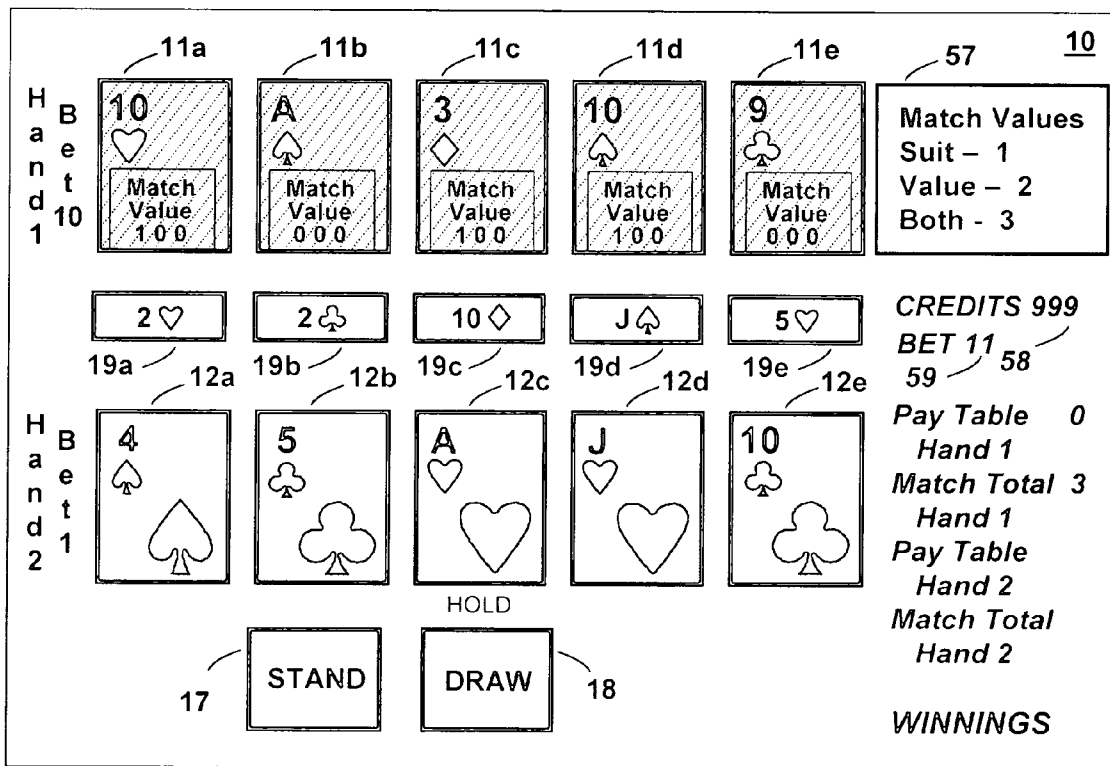 10
11a 11b 11c 11d 11e 57
Hand 1
Bet 10
10 A 3 10 9
Match Match Match Match Match
Value Value Value Value Value
1 0 0 0 0 0 1 0 0 1 0 0 0 0 0
Match Values
Suit – 1
Value – 2
Both - 3
2♡ 2♧ 10♢ J♤ 5♡
19a 19b 19c 19d 19e
CREDITS 999
BET 11
59 58
12a 12b 12c 12d 12e
Hand 2
Bet 1
4 5 A J 10
Pay Table 0
Hand 1
Match Total 3
Hand 1
Pay Table
Hand 2
Match Total
Hand 2
HOLD
17 STAND DRAW 18
WINNINGS